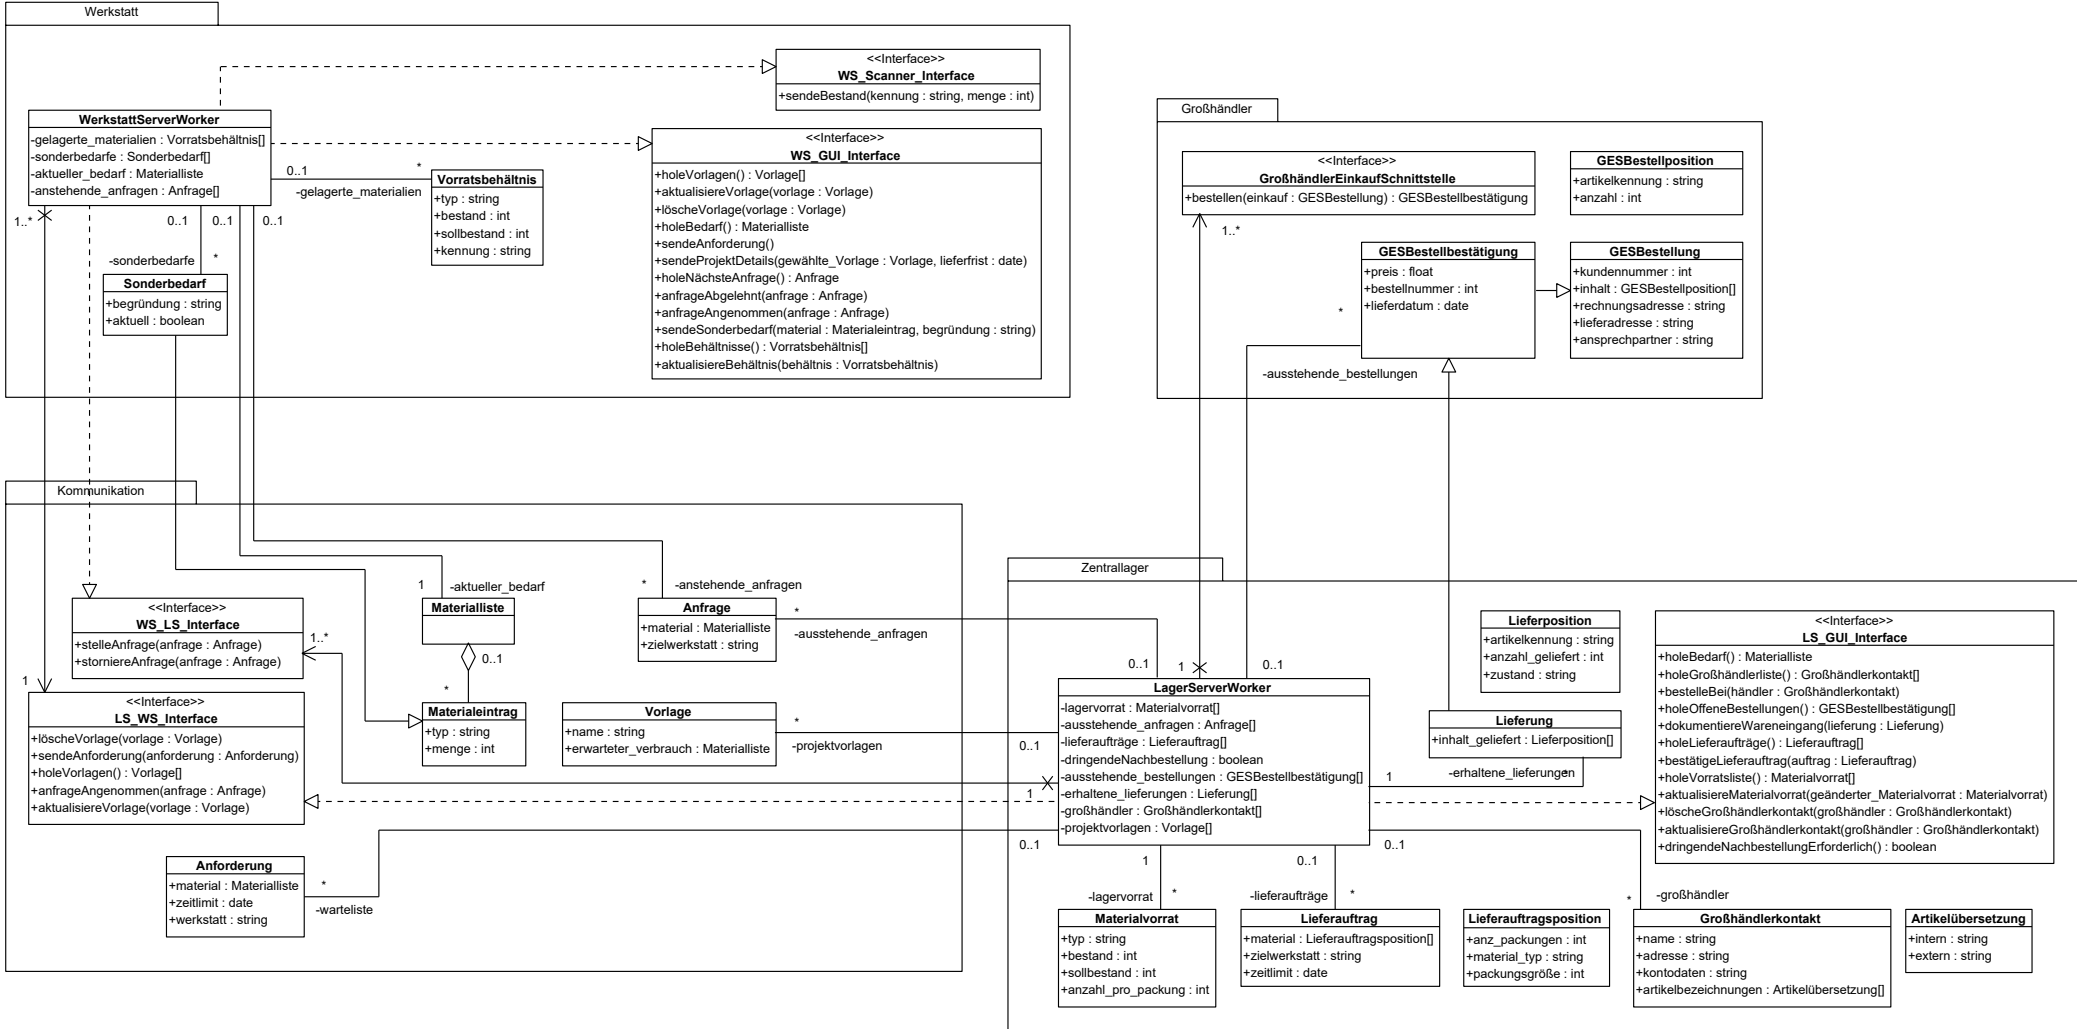 Werkstatt
<<Interface>>
WS_Scanner_Interface
+sendeBestand(kennung : string, menge : int)
WerkstattServerWorker
-gelagerte_materialien : Vorratsbehältnis[]
-sonderbedarfe : Sonderbedarf[]
-aktueller_bedarf : Materialliste
-anstehende_anfragen : Anfrage[]
0..1
*
-gelagerte_materialien
Vorratsbehältnis
+typ : string
+bestand : int
+sollbestand : int
+kennung : string
<<Interface>>
WS_GUI_Interface
+holeVorlagen() : Vorlage[]
+aktualisiereVorlage(vorlage : Vorlage)
+löscheVorlage(vorlage : Vorlage)
+holeBedarf() : Materialliste
+sendeAnforderung()
+sendeProjektDetails(gewählte_Vorlage : Vorlage, lieferfrist : date)
+holeNächsteAnfrage() : Anfrage
+anfrageAbgelehnt(anfrage : Anfrage)
+anfrageAngenommen(anfrage : Anfrage)
+sendeSonderbedarf(material : Materialeintrag, begründung : string)
+holeBehältnisse() : Vorratsbehältnis[]
+aktualisiereBehältnis(behältnis : Vorratsbehältnis)
1..*
0..1
0..1
0..1
-sonderbedarfe
*
Sonderbedarf
+begründung : string
+aktuell : boolean
Großhändler
<<Interface>>
GroßhändlerEinkaufSchnittstelle
+bestellen(einkauf : GESBestellung) : GESBestellbestätigung
GESBestellposition
+artikelkennung : string
+anzahl : int
1..*
GESBestellbestätigung
+preis : float
+bestellnummer : int
+lieferdatum : date
GESBestellung
+kundennummer : int
+inhalt : GESBestellposition[]
+rechnungsadresse : string
+lieferadresse : string
+ansprechpartner : string
*
-ausstehende_bestellungen
Kommunikation
<<Interface>>
WS_LS_Interface
+stelleAnfrage(anfrage : Anfrage)
+storniereAnfrage(anfrage : Anfrage)
1..*
1
<<Interface>>
LS_WS_Interface
+löscheVorlage(vorlage : Vorlage)
+sendeAnforderung(anforderung : Anforderung)
+holeVorlagen() : Vorlage[]
+anfrageAngenommen(anfrage : Anfrage)
+aktualisiereVorlage(vorlage : Vorlage)
1
-aktueller_bedarf
Materialliste
0..1
*
Materialeintrag
+typ : string
+menge : int
*
-anstehende_anfragen
Anfrage
+material : Materialliste
+zielwerkstatt : string
*
-ausstehende_anfragen
Vorlage
+name : string
+erwarteter_verbrauch : Materialliste
*
-projektvorlagen
Anforderung
+material : Materialliste
+zeitlimit : date
+werkstatt : string
*
-warteliste
Zentrallager
0..1
1
0..1
0..1
1
0..1
LagerServerWorker
-lagervorrat : Materialvorrat[]
-ausstehende_anfragen : Anfrage[]
-lieferaufträge : Lieferauftrag[]
-dringendeNachbestellung : boolean
-ausstehende_bestellungen : GESBestellbestätigung[]
-erhaltene_lieferungen : Lieferung[]
-großhändler : Großhändlerkontakt[]
-projektvorlagen : Vorlage[]
Lieferposition
+artikelkennung : string
+anzahl_geliefert : int
+zustand : string
Lieferung
+inhalt_geliefert : Lieferposition[]
1
-erhaltene_lieferungen
*
<<Interface>>
LS_GUI_Interface
+holeBedarf() : Materialliste
+holeGroßhändlerliste() : Großhändlerkontakt[]
+bestelleBei(händler : Großhändlerkontakt)
+holeOffeneBestellungen() : GESBestellbestätigung[]
+dokumentiereWareneingang(lieferung : Lieferung)
+holeLieferaufträge() : Lieferauftrag[]
+bestätigeLieferauftrag(auftrag : Lieferauftrag)
+holeVorratsliste() : Materialvorrat[]
+aktualisiereMaterialvorrat(geänderter_Materialvorrat : Materialvorrat)
+löscheGroßhändlerkontakt(großhändler : Großhändlerkontakt)
+aktualisiereGroßhändlerkontakt(großhändler : Großhändlerkontakt)
+dringendeNachbestellungErforderlich() : boolean
1
0..1
0..1
-lagervorrat
*
-lieferaufträge
*
*
-großhändler
Materialvorrat
+typ : string
+bestand : int
+sollbestand : int
+anzahl_pro_packung : int
Lieferauftrag
+material : Lieferauftragsposition[]
+zielwerkstatt : string
+zeitlimit : date
Lieferauftragsposition
+anz_packungen : int
+material_typ : string
+packungsgröße : int
Großhändlerkontakt
+name : string
+adresse : string
+kontodaten : string
+artikelbezeichnungen : Artikelübersetzung[]
Artikelübersetzung
+intern : string
+extern : string